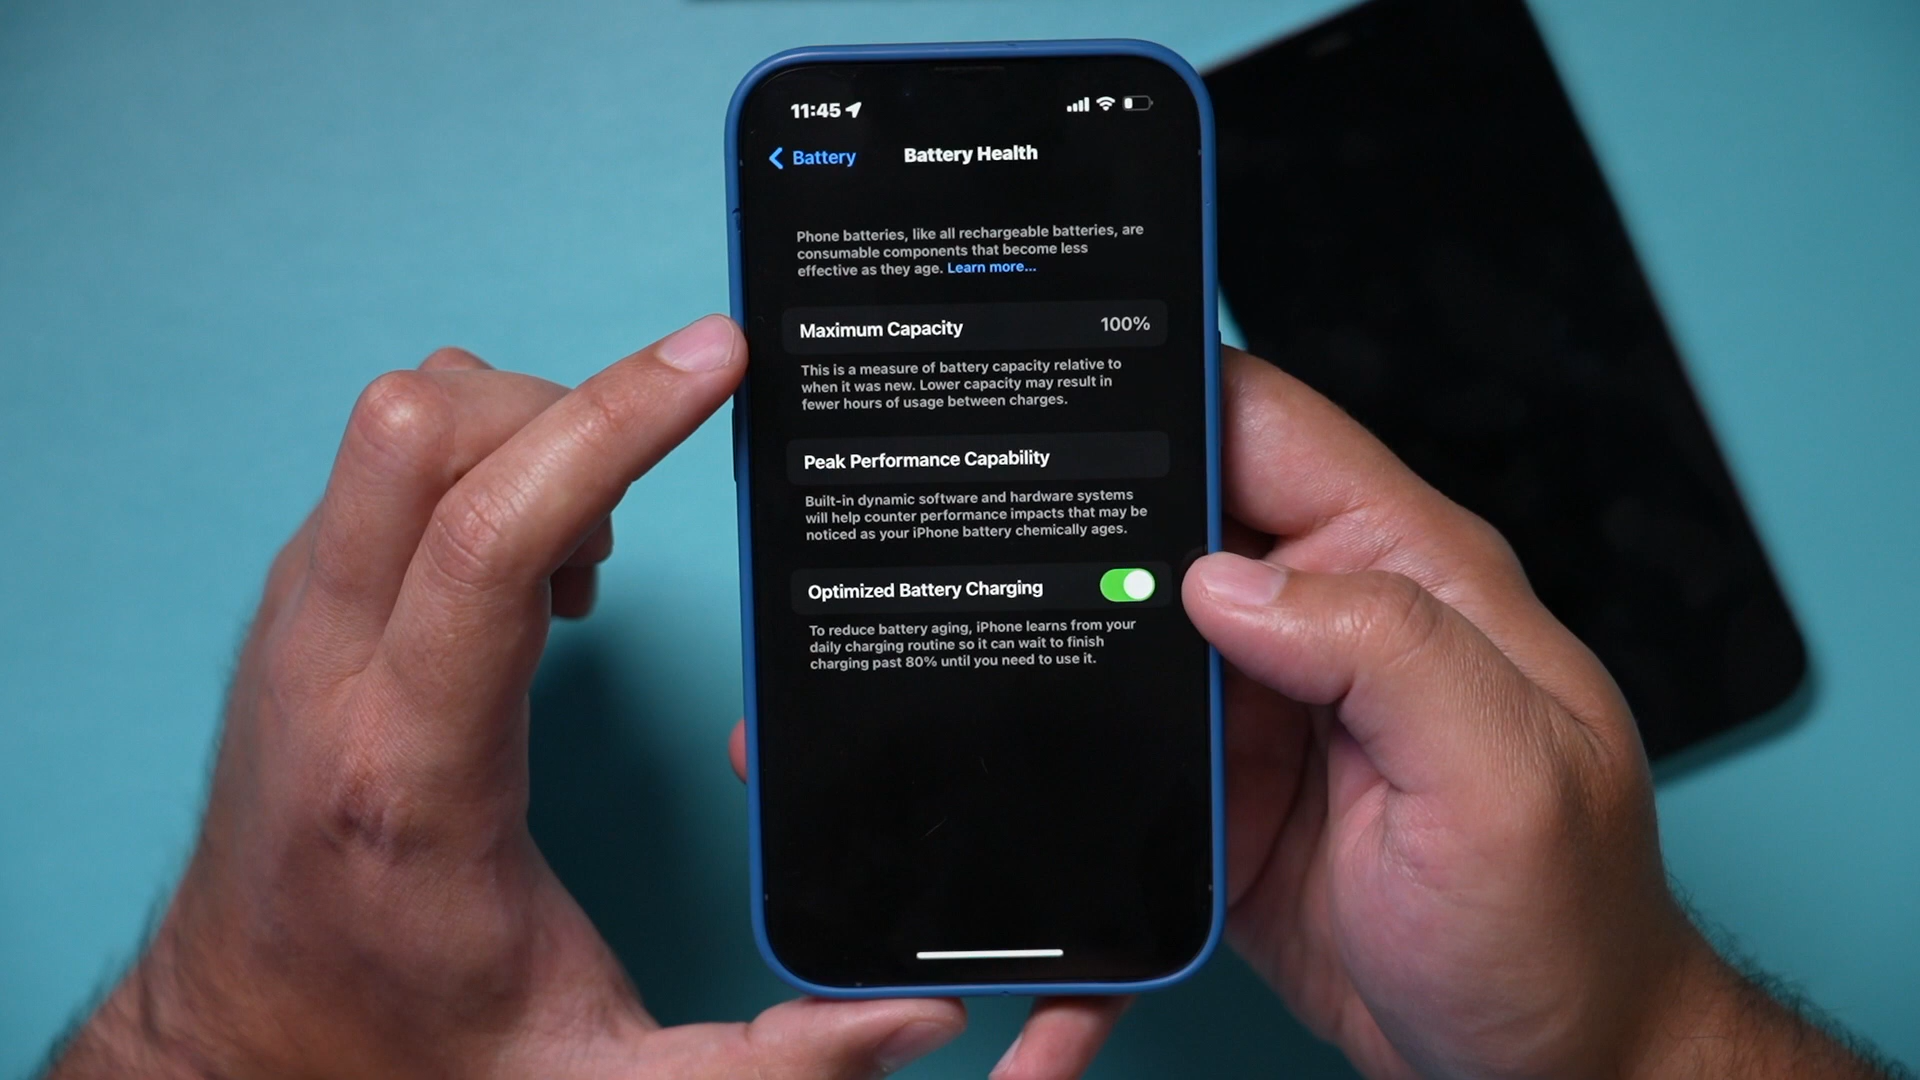 11:45
Battery
Battery Health
Phone batteries, like all rechargeable batteries, are
consumable components that become less
effective as they age. Learn more...
Maximum Capacity 100%
This is a measure of battery capacity relative to
when it was new. Lower capacity may result in
fewer hours of usage between charges.
Peak Performance Capability
Built-in dynamic software and hardware systems
will help counter performance impacts that may be
noticed as your iPhone battery chemically ages.
Optimized Battery Charging
To reduce battery aging, iPhone learns from your
daily charging routine so it can wait to finish
charging past 80% until you need to use it.